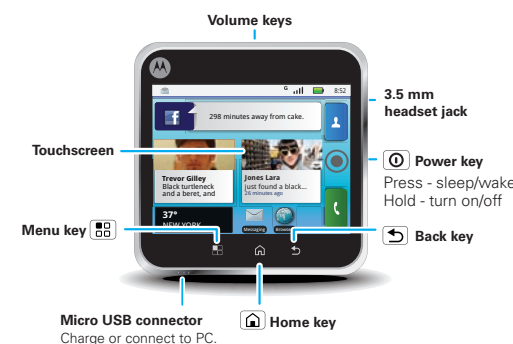 Volume keys
G 8:52
298 minutes away from cake.
3.5 mm
headset jack
Touchscreen
Power key
Press - sleep/wake
Hold - turn on/off
Trevor Gilley
Black turtleneck
and a beret, and
Jones Lara
just found a black...
26 minutes ago
37°
NEW YORK
Messaging
Browser
Menu key
Back key
Home key
Micro USB connector
Charge or connect to PC.